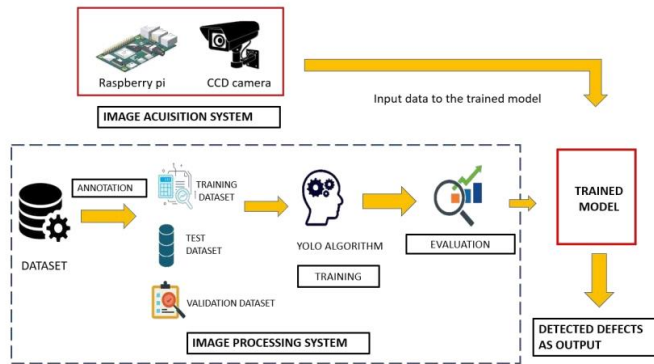 Raspberry pi
CCD camera
IMAGE ACUISITION SYSTEM
Input data to the trained model
ANNOTATION
TRAINING
DATASET
TEST
DATASET
VALIDATION DATASET
DATASET
YOLO ALGORITHM
TRAINING
EVALUATION
IMAGE PROCESSING SYSTEM
TRAINED
MODEL
DETECTED DEFECTS
AS OUTPUT